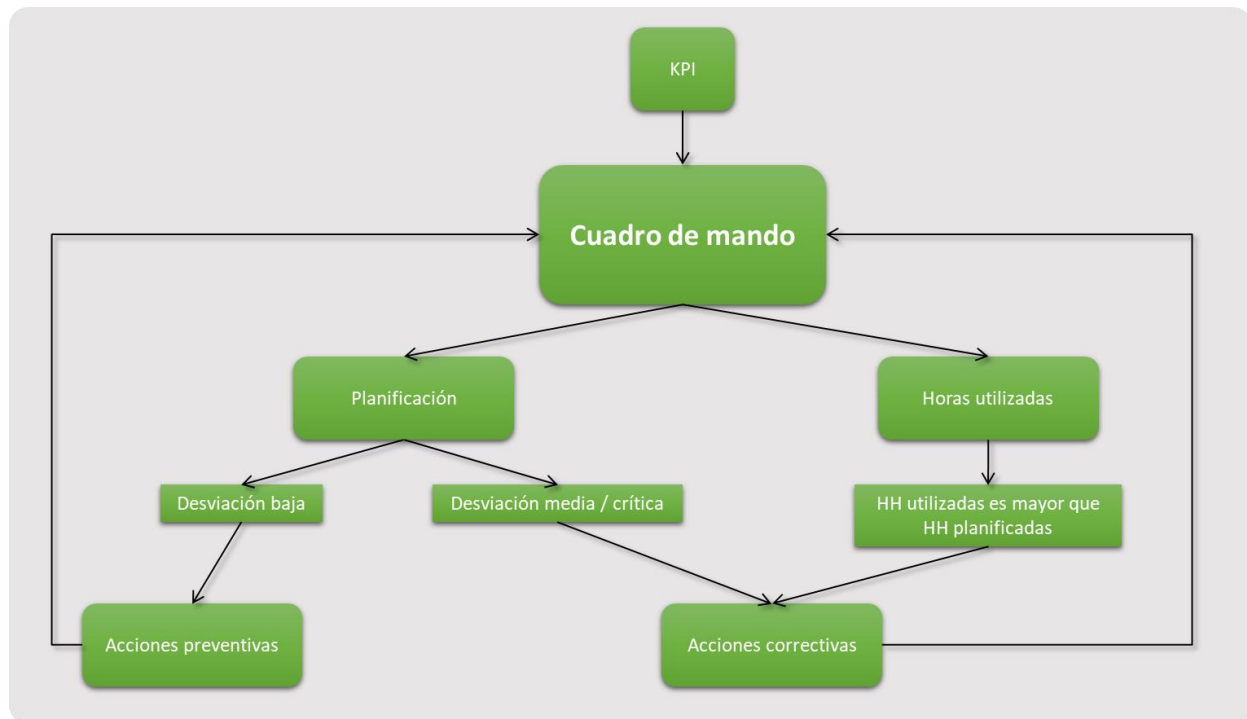 KPI
Cuadro de mando
Planificación
Horas utilizadas
Desviación baja
Desviación media / crítica
HH utilizadas es mayor que
HH planificadas
Acciones preventivas
Acciones correctivas